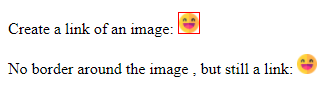 Create a link of an image:
No border around the image , but still a link: